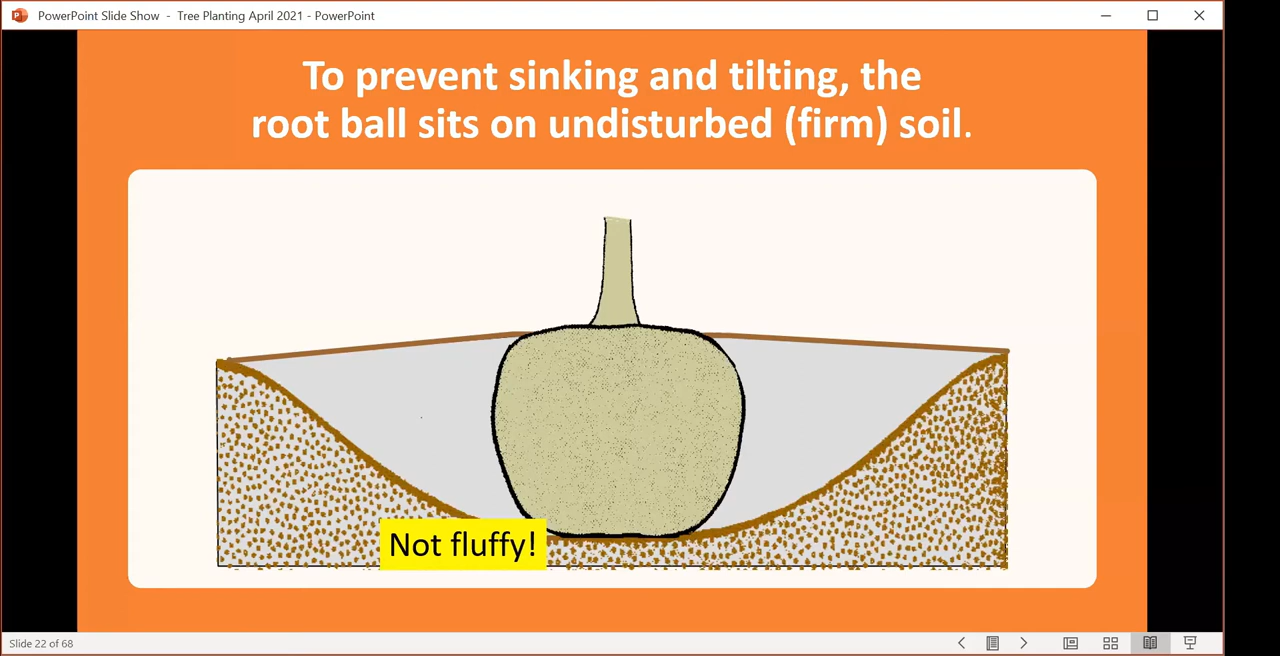 PowerPoint Slide Show - Tree Planting April 2021 - PowerPoint
To prevent sinking and tilting, the
root ball sits on undisturbed (firm) soil.
Not fluffy!
Slide 22 of 68